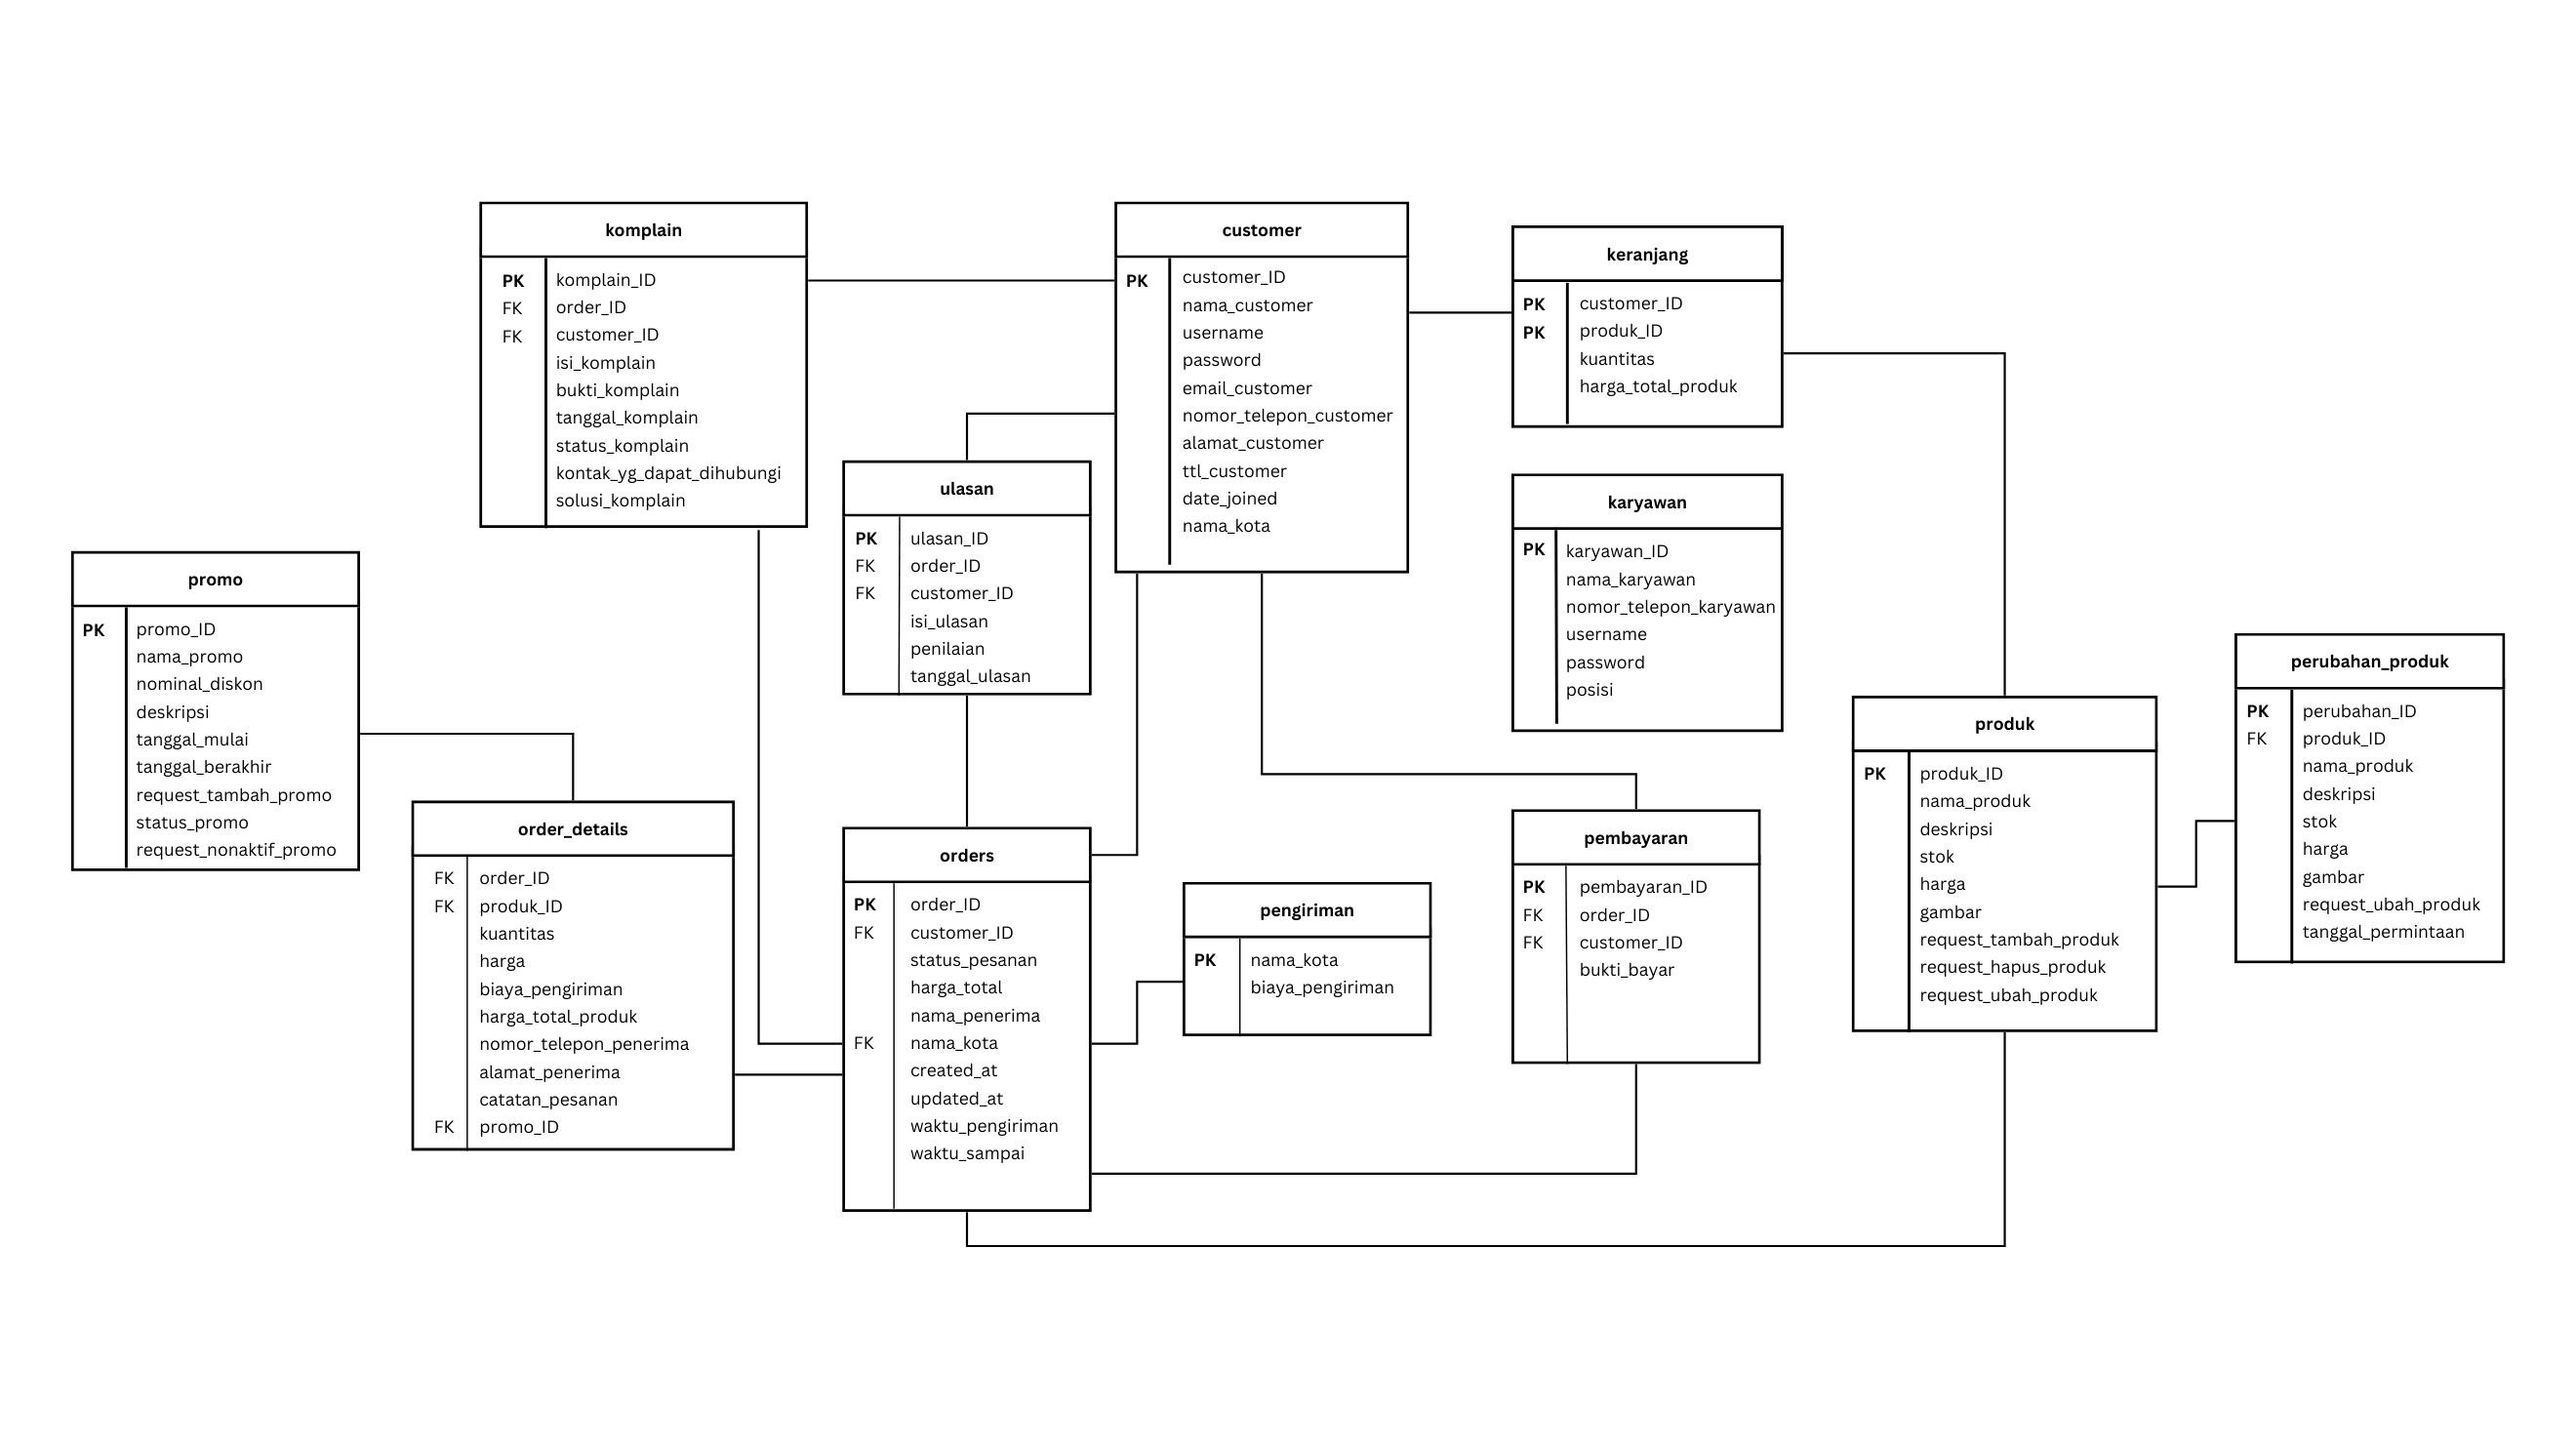 komplain
PK komplain_ID
FK order_ID
FK customer_ID
isi_komplain
bukti_komplain
tanggal_komplain
status_komplain
kontak_yg_dapat_dihubungi
solusi_komplain
customer
PK customer_ID
nama_customer
username
password
email_customer
nomor_telepon_customer
alamat_customer
ttl_customer
date_joined
nama_kota
keranjang
PK customer_ID
PK produk_ID
kuantitas
harga_total_produk
ulasan
PK ulasan_ID
FK order_ID
FK customer_ID
isi_ulasan
penilaian
tanggal_ulasan
karyawan
PK karyawan_ID
nama_karyawan
nomor_telepon_karyawan
username
password
posisi
promo
PK promo_ID
nama_promo
nominal_diskon
deskripsi
tanggal_mulai
tanggal_berakhir
request_tambah_promo
status_promo
request_nonaktif_promo
perubahan_produk
PK perubahan_ID
FK produk_ID
nama_produk
deskripsi
stok
harga
gambar
request_ubah_produk
tanggal_permintaan
produk
PK produk_ID
nama_produk
deskripsi
stok
harga
gambar
request_tambah_produk
request_hapus_produk
request_ubah_produk
order_details
FK order_ID
FK produk_ID
kuantitas
harga
biaya_pengiriman
harga_total_produk
nomor_telepon_penerima
alamat_penerima
catatan_pesanan
FK promo_ID
orders
PK order_ID
FK customer_ID
status_pesanan
harga_total
nama_penerima
FK nama_kota
created_at
updated_at
waktu_pengiriman
waktu_sampai
pengiriman
PK nama_kota
biaya_pengiriman
pembayaran
PK pembayaran_ID
FK order_ID
FK customer_ID
bukti_bayar